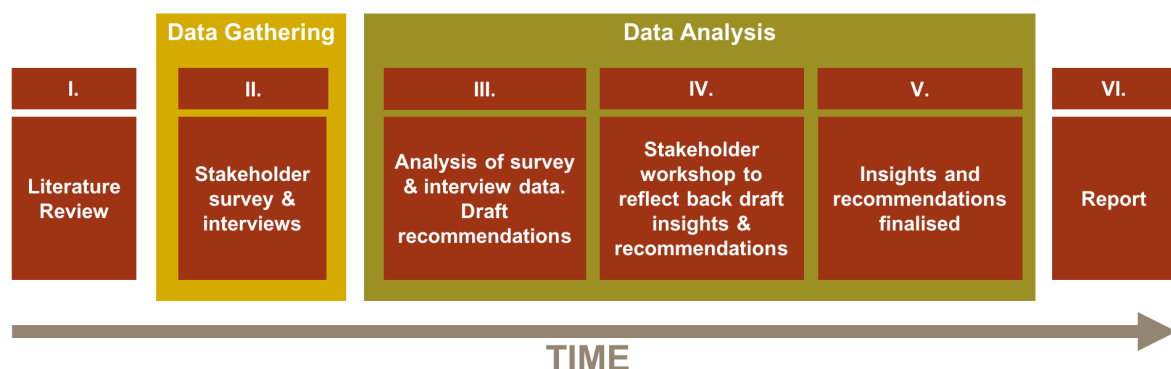 Data Gathering
Data Analysis
I.
II.
III.
IV.
V.
VI.
Literature
Review
Stakeholder
survey &
interviews
Analysis of survey
& interview data.
Draft
recommendations
Stakeholder
workshop to
reflect back draft
insights &
recommendations
Insights and
recommendations
finalised
Report
TIME